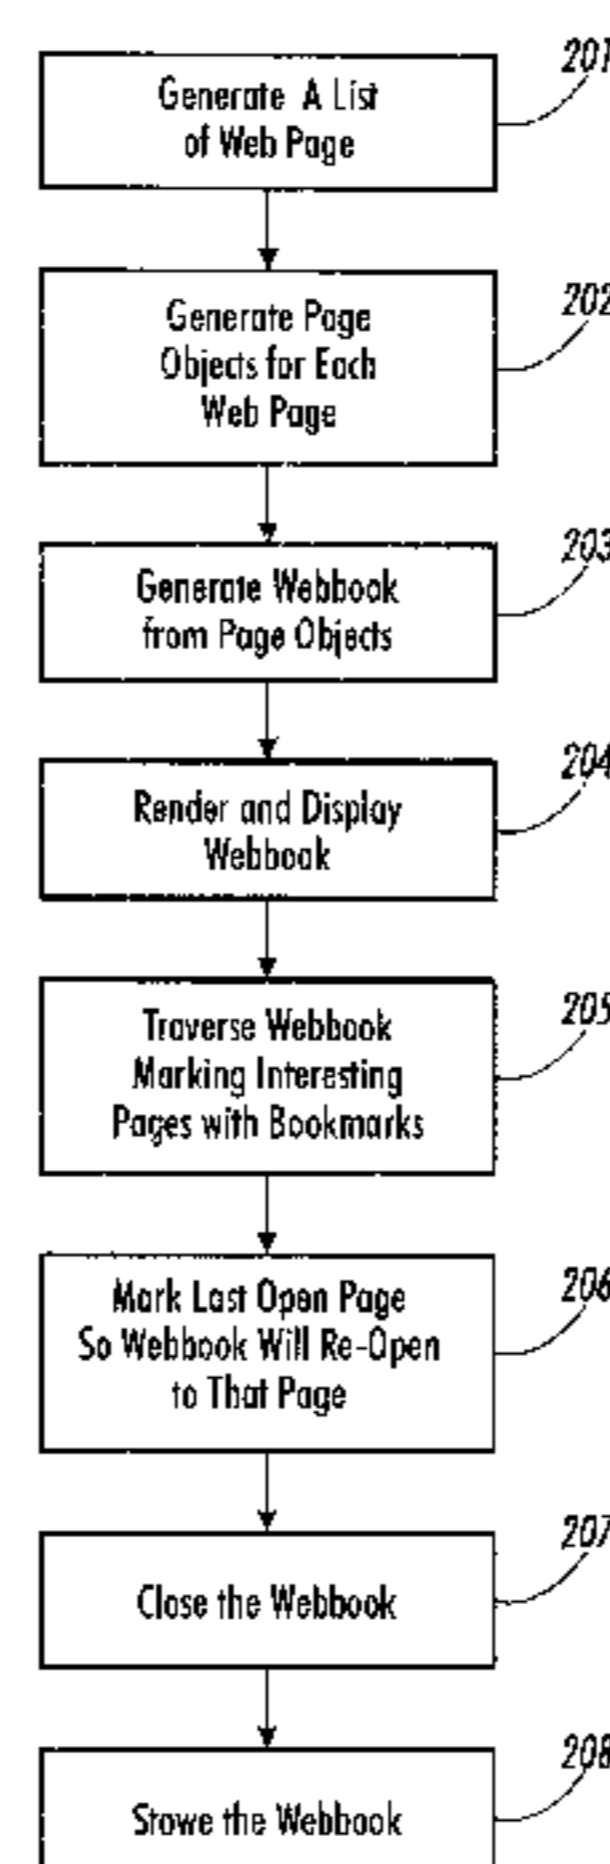 201
Generate A List
of Web Page
202
Generate Page
Objects for Each
Web Page
203
Generate Webbook
from Page Objects
204
Render and Display
Webbook
205
Traverse Webbook
Marking Interesting
Pages with Bookmarks
206
Mark Last Open Page
So Webbook Will Re-Open
to That Page
207
Close the Webbook
208
Stowe the Webbook